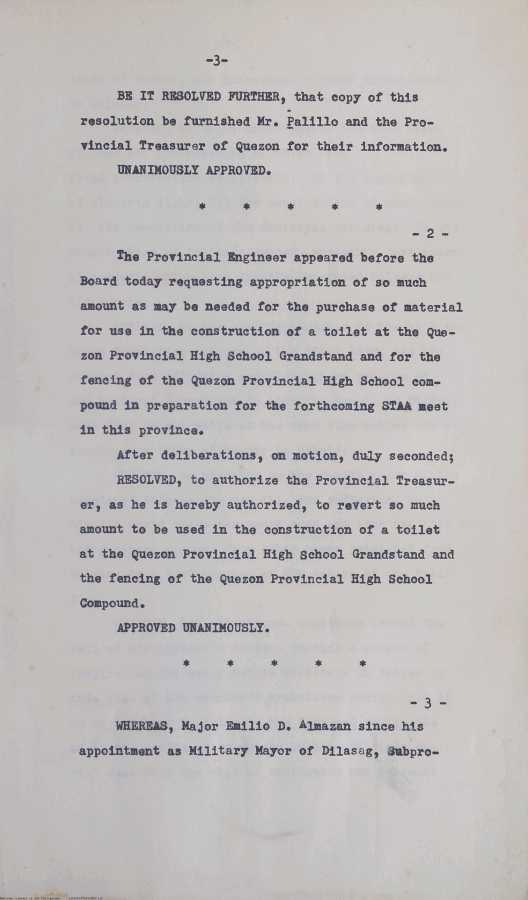 -3-
BE IT RESOLVED FURTHER, that copy of this
resolution be furnished Mr. Palillo and the Pro-
vincial Treasurer of Quezon for their information.
UNANIMOUSLY APPROVED.
* * * * *
- 2 -
The Provincial Engineer appeared before the
Board today requesting appropriation of so much
amount as may be needed for the purchase of material
for use in the construction of a toilet at the Que-
zon Provincial High School Grandstand and for the
fencing of the Quezon Provincial High School com-
pound in preparation for the forthcoming STAA meet
in this province.
After deliberations, on motion, duly seconded;
RESOLVED, to authorize the Provincial Treasur-
er, as he is hereby authorized, to revert so much
amount to be used in the construction of a toilet
at the Quezon Provincial High School Grandstand and
the fencing of the Quezon Provincial High School
Compound.
APPROVED UNANIMOUSLY.
* * * * *
- 3 -
WHEREAS, Major Emilio D. Almazan since his
appointment as Military Mayor of Dilasag, Subpro-